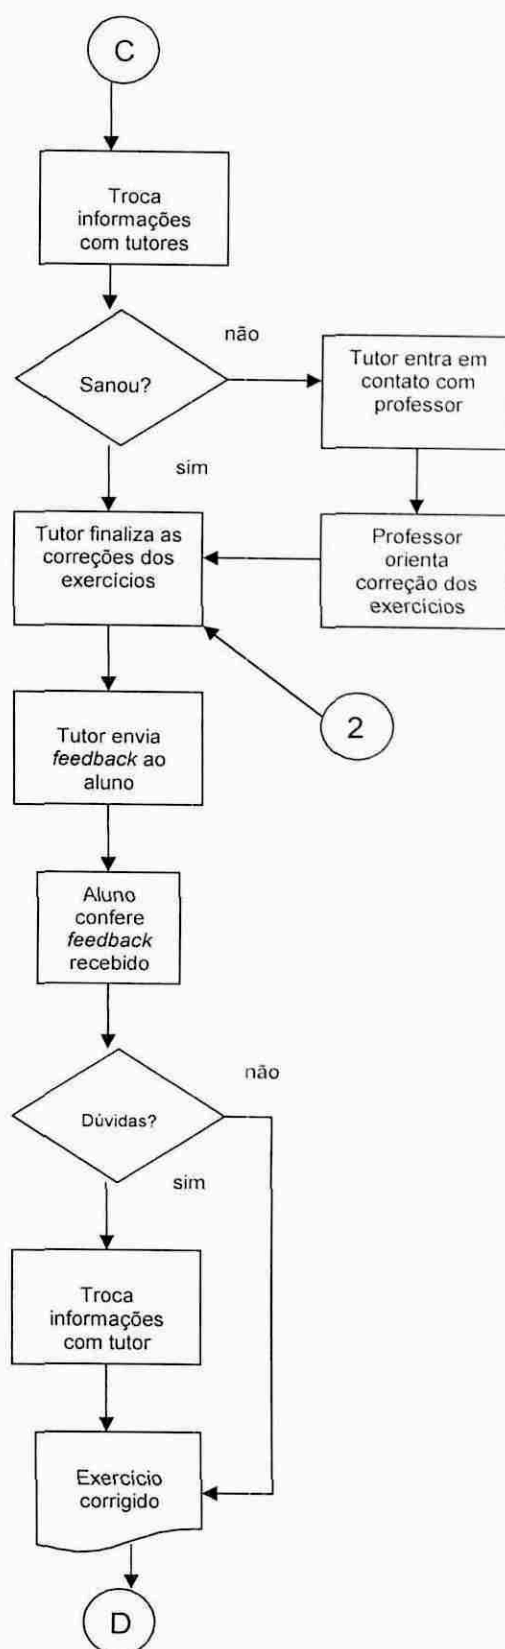 C
Troca
informações
com tutores
não
Sanou?
Tutor entra em
contato com
professor
sim
Tutor finaliza as
correções dos
exercícios
Professor
orienta
correção dos
exercícios
2
Tutor envia
feedback ao
aluno
Aluno
confere
feedback
recebido
não
Dúvidas?
sim
Troca
informações
com tutor
Exercício
corrigido
D